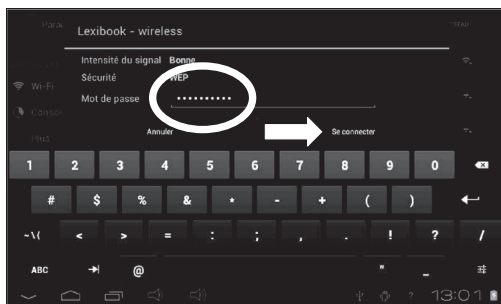 Lexibook - wireless
Intensité du signal Bonne
Sécurité WEP
Wi-Fi
Mot de passe ••••••••••
Plus
Annuler Se connecter
1 2 3 4 5 6 7 8 9 0
# $ % & * - + ( )
~\{ < > = : ; , . ! ? /
ABC @ " _
? 13:01